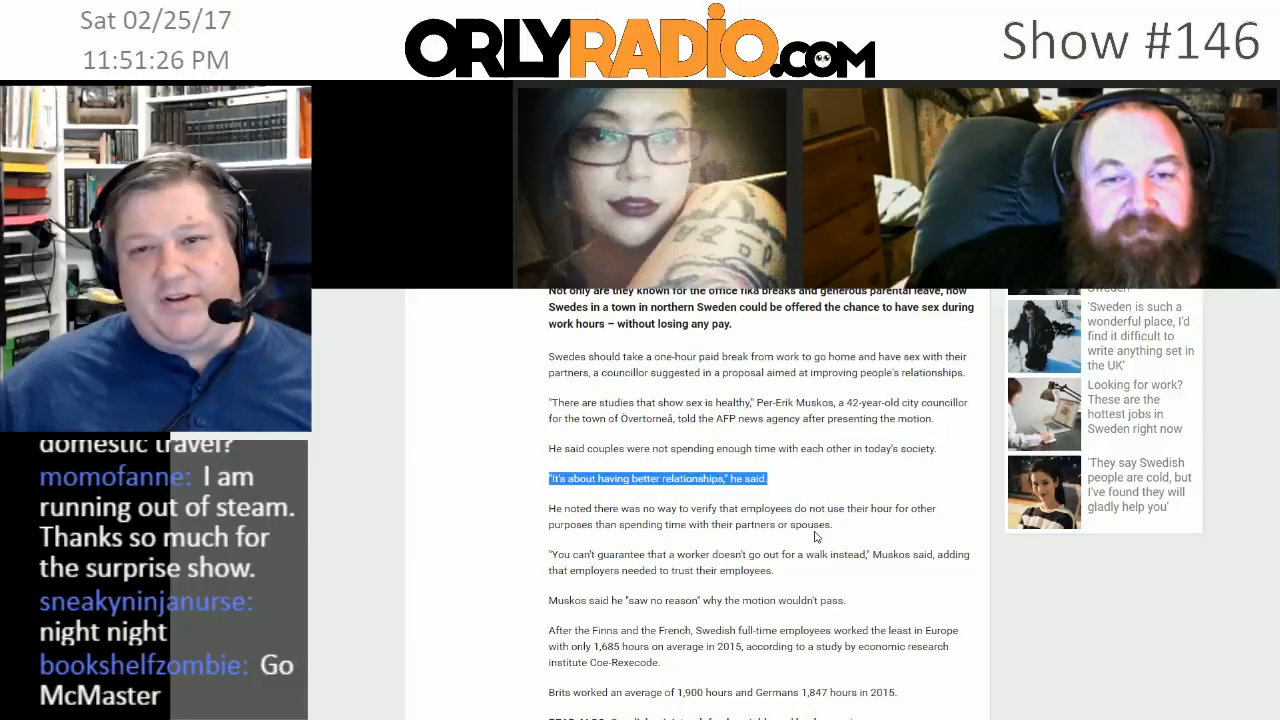 Sat 02/25/17
11:51:26 PM
ORLYRADIO.COM
Show #146
Not only are they known for the office fika breaks and generous parental leave, now
Swedes in a town in northern Sweden could be offered the chance to have sex during
work hours – without losing any pay.
Swedes should take a one-hour paid break from work to go home and have sex with their
partners, a councillor suggested in a proposal aimed at improving people's relationships.
"There are studies that show sex is healthy," Per-Erik Muskos, a 42-year-old city councillor
for the town of Övertorneå, told the AFP news agency after presenting the motion.
He said couples were not spending enough time with each other in today's society.
"It's about having better relationships," he said.
He noted there was no way to verify that employees do not use their hour for other
purposes than spending time with their partners or spouses.
"You can't guarantee that a worker doesn't go out for a walk instead," Muskos said, adding
that employers needed to trust their employees.
Muskos said he "saw no reason" why the motion wouldn't pass.
After the Finns and the French, Swedish full-time employees worked the least in Europe
with only 1,685 hours on average in 2015, according to a study by economic research
institute Coe-Rexecode.
Brits worked an average of 1,900 hours and Germans 1,847 hours in 2015.
Sweden
'Sweden is such a
wonderful place, I'd
find it difficult to
write anything set in
the UK'
Looking for work?
These are the
hottest jobs in
Sweden right now
'They say Swedish
people are cold, but
I've found they will
gladly help you'
domestic travel?
momofanne: I am
running out of steam.
Thanks so much for
the surprise show.
sneakyninjanurse:
night night
bookshelfzombie: Go
McMaster